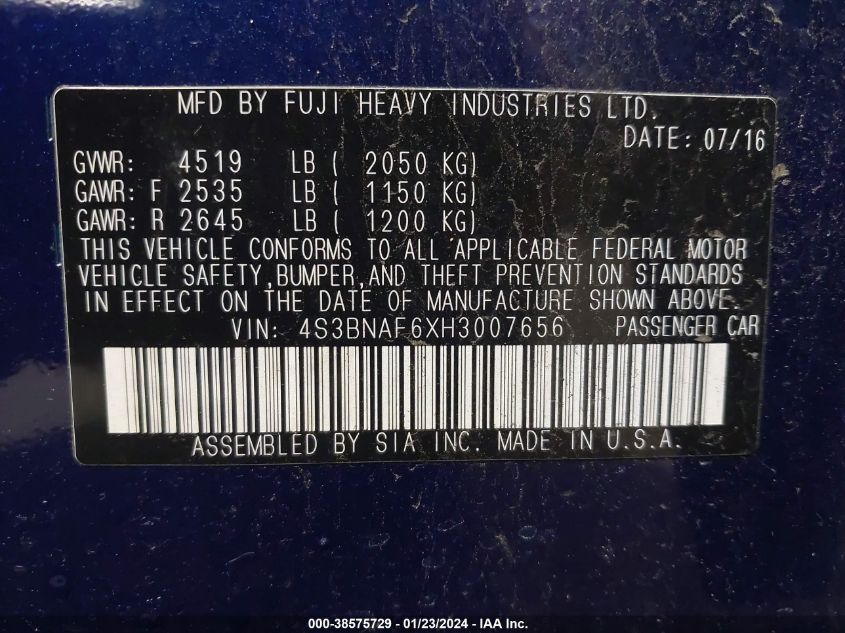 MFD BY FUJI HEAVY INDUSTRIES LTD.
DATE: 07/16
GVWR: 4519 LB ( 2050 KG)
GAWR: F 2535 LB ( 1150 KG)
GAWR: R 2645 LB ( 1200 KG)
THIS VEHICLE CONFORMS TO ALL APPLICABLE FEDERAL MOTOR
VEHICLE SAFETY,BUMPER,AND THEFT PREVENTION STANDARDS
IN EFFECT ON THE DATE OF MANUFACTURE SHOWN ABOVE.
VIN: 4S3BNAF6XH3007656 PASSENGER CAR
ASSEMBLED BY SIA INC. MADE IN U.S.A.
000-38575729 - 01/23/2024 - IAA Inc.